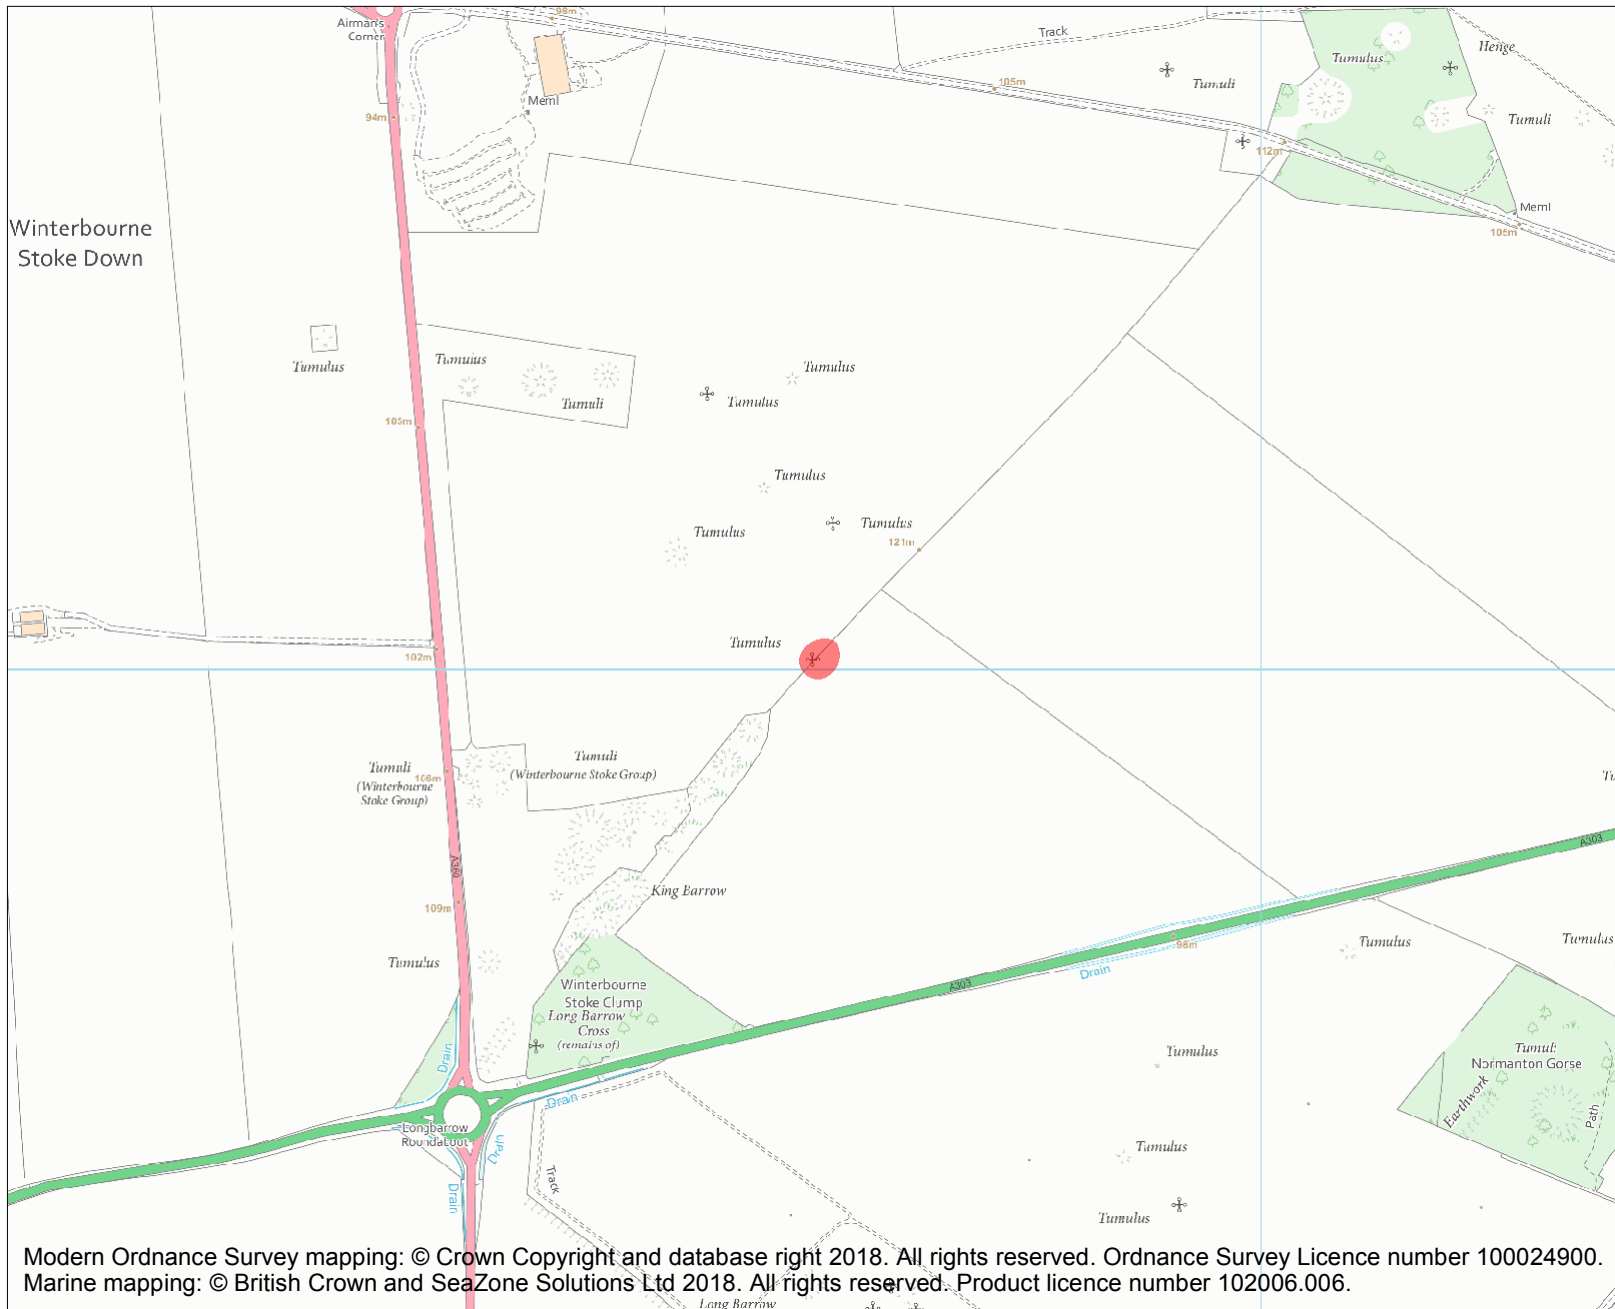 Airman's
Corner
98m
Track
105m
Tumuli
Tumulus
Henge
Tumuli
94m
Meml
112m
Meml
105m
Winterbourne
Stoke Down
Tumulus
Tumulus
Tumuli
Tumulus
Tumulus
105m
Tumulus
Tumulus
Tumulus
121m
Tumulus
102m
Tumuli
(Winterbourne
Stoke Group)
106m
Tumuli
(Winterbourne Stoke Group)
A303
A360
King Barrow
109m
Tumulus
98m
Drain
A303
Tumulus
Tumulus
Winterbourne
Stoke Clump
Long Barrow
Cross
(remains of)
Drain
Drain
Longbarrow
Roundabout
Drain
Drain
Track
Tumulus
Tumuli
Normanton Gorse
Earthwork
Path
Tumulus
Tumulus
Modern Ordnance Survey mapping: © Crown Copyright and database right 2018. All rights reserved. Ordnance Survey Licence number 100024900.
Marine mapping: © British Crown and SeaZone Solutions Ltd 2018. All rights reserved. Product licence number 102006.006.
Long Barrow